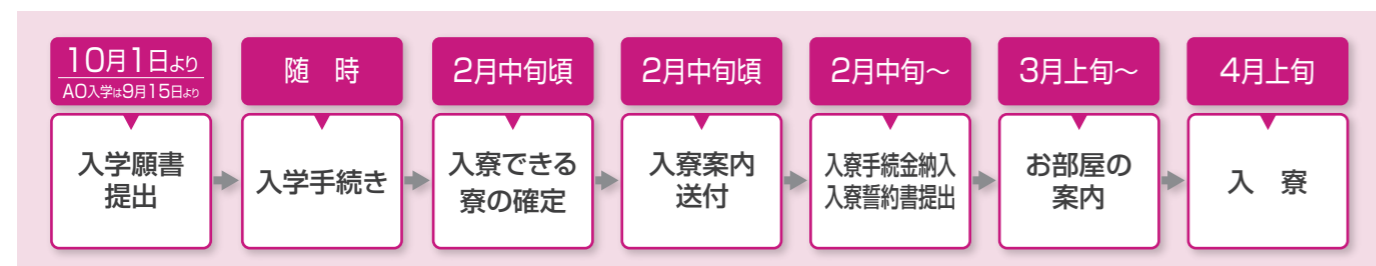 10月1日より
AO入学は9月15日より
入学願書
提出
随 時
入学手続き
2月中旬頃
入寮できる
寮の確定
2月中旬頃
入寮案内
送付
2月中旬～
入寮手続金納入
入寮誓約書提出
3月上旬～
お部屋の
案内
4月上旬
入 寮